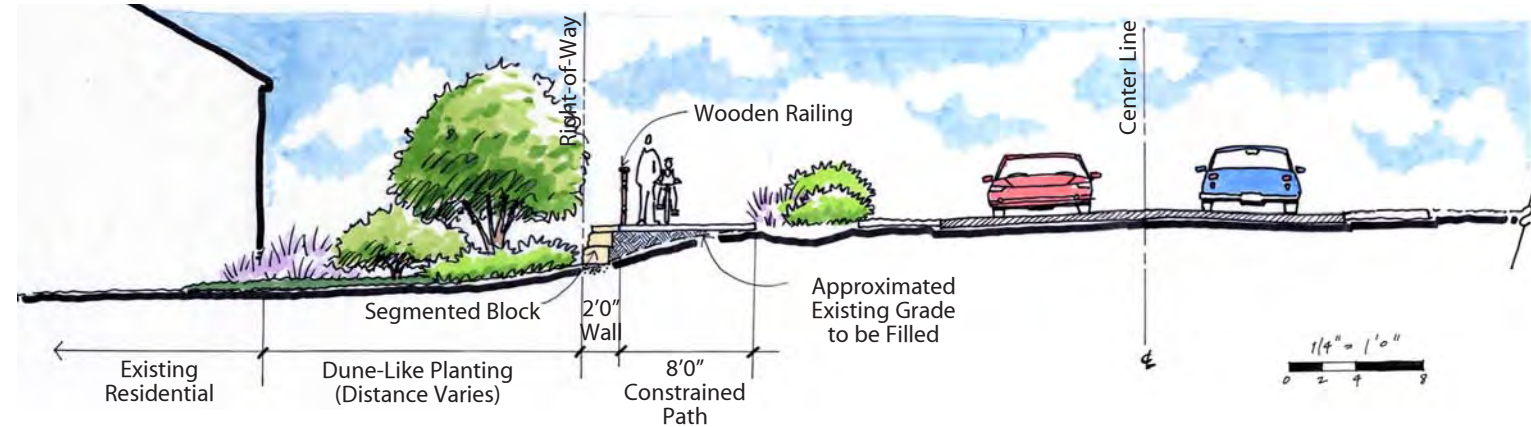 Right-of-Way
Center Line
Wooden Railing
Segmented Block
2'0"
Wall
Approximated
Existing Grade
to be Filled
Existing
Residential
Dune-Like Planting
(Distance Varies)
8'0"
Constrained
Path
℄
1/4" = 1'0"
0 2 4 8